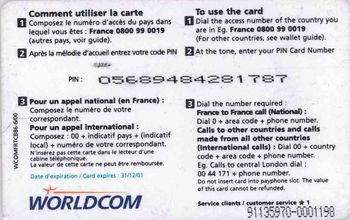 Comment utiliser la carte
1 Composez le numéro d'accès du pays dans
lequel vous êtes : France 0800 99 0019
(autres pays, voir guide).
2 Après la mélodie d'accueil entrez votre code PIN
To use the card
1 Dial the access number of the country you
are in Eg. France 0800 99 0019
(For other countries, see wallet guide).
2 At the tone, enter your PIN Card Number
PIN : 05689484281787
3 Pour un appel national (en France) :
Composez le numéro de votre
correspondant.
Pour un appel international :
Composez : 00 + indicatif pays + (indicatif
local) + numéro de votre correspondant.
N'insérez pas cette carte dans le lecteur d'une
cabine téléphonique.
La valeur de cette carte ne peut être remboursée.
Date d'expiration / Card expires : 31/12/01
3 Dial the number required :
France to France call (National) :
Dial 0 + area code + phone number.
Calls to other countries and calls
made from other countries
(International calls) : Dial 00 +
country code + area code + phone
number. Eg. Calls to central London dial :
00 44 171 + phone number.
Do not insert card into payphone slot. The value
of this card cannot be refunded.
WORLDCOM
Service clients / customer service ★ 1
91135970-0001198